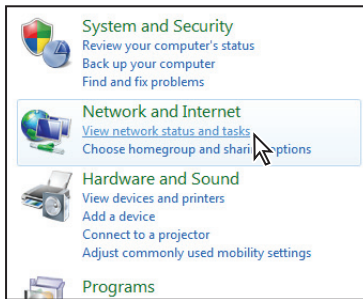 System and Security
Review your computer's status
Back up your computer
Find and fix problems
Network and Internet
View network status and tasks
Choose homegroup and sharing options
Hardware and Sound
View devices and printers
Add a device
Connect to a projector
Adjust commonly used mobility settings
Programs